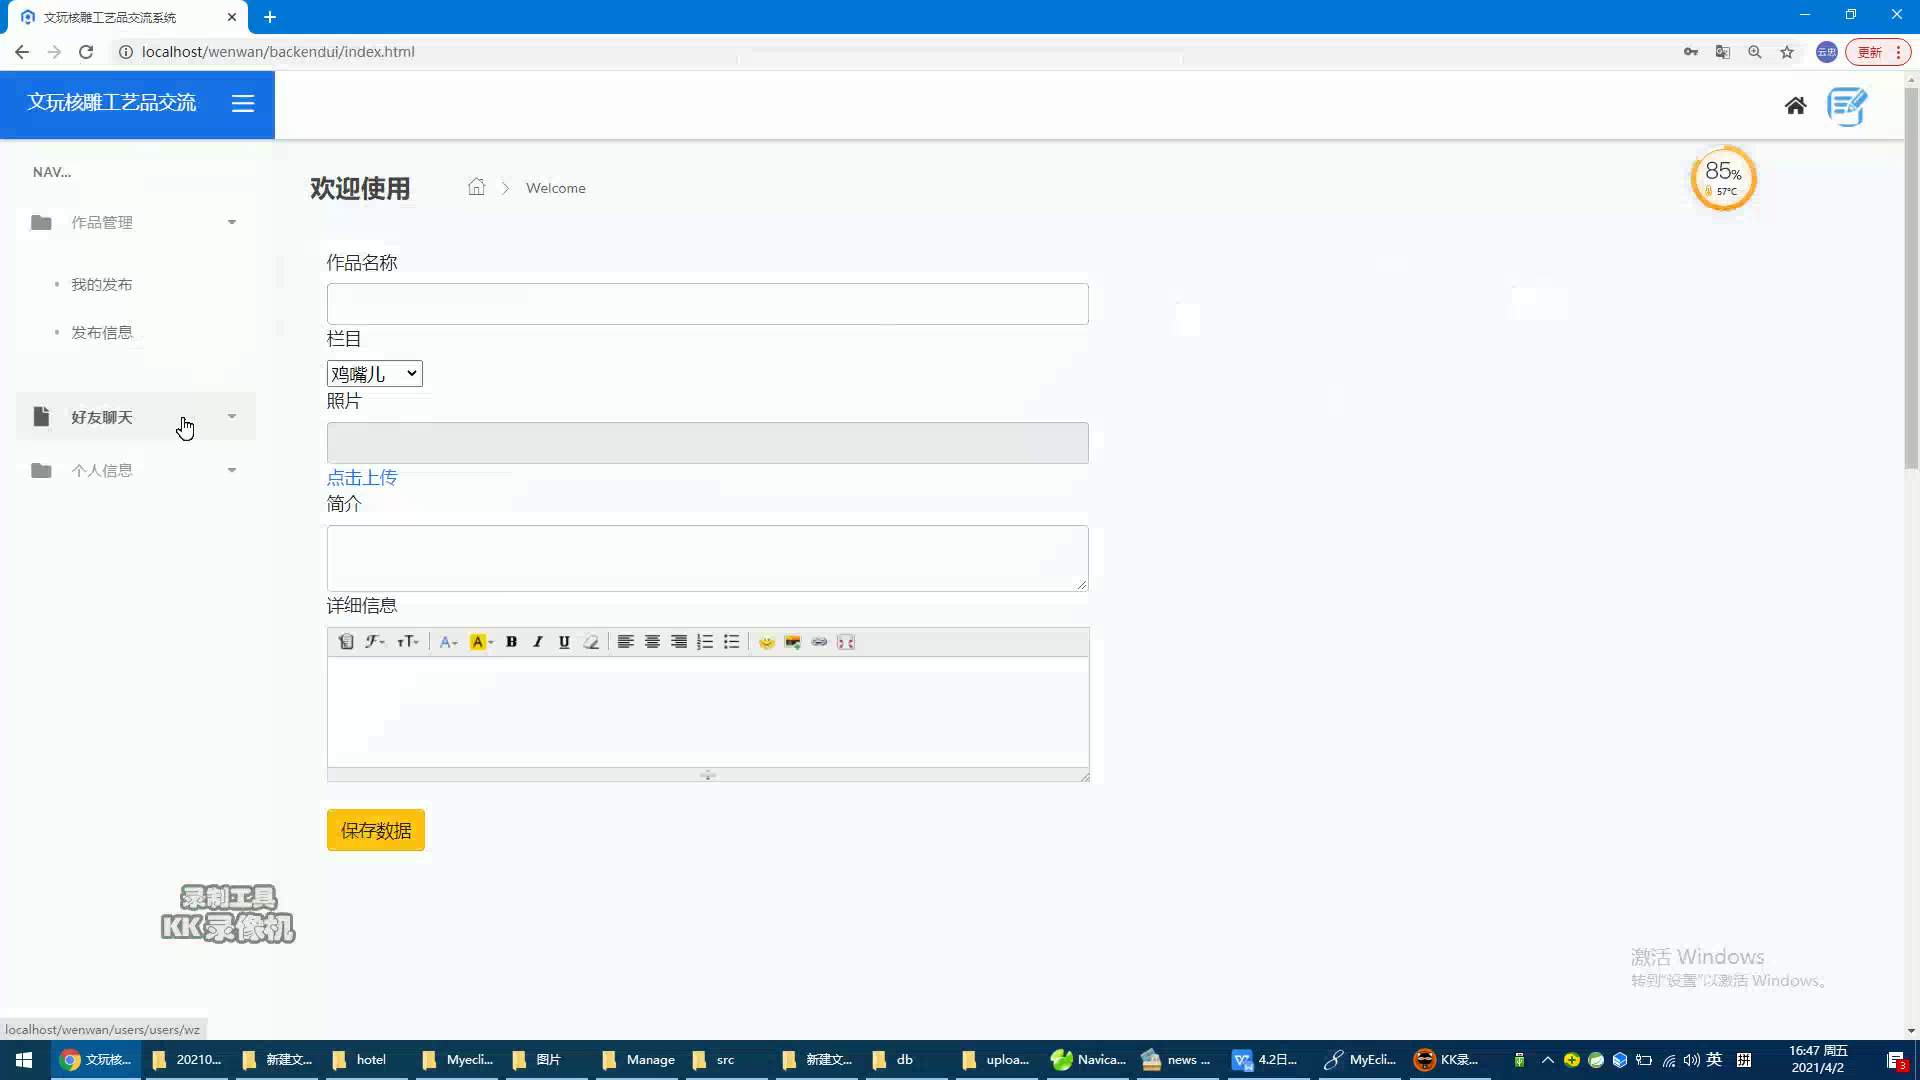 文玩核雕工艺品交流系统
localhost/wenwan/backendui/index.html
云忠
更新
文玩核雕工艺品交流
NAV...
作品管理
我的发布
发布信息
好友聊天
个人信息
欢迎使用
Welcome
85%
57°C
作品名称
栏目
鸡嘴儿
照片
点击上传
简介
详细信息
保存数据
录制工具
KK录像机
激活 Windows
转到"设置"以激活 Windows。
localhost/wenwan/users/users/wz
文玩核...
20210...
新建文...
hotel
Myecli...
图片
Manage
src
新建文...
db
uploa...
Navica...
news ...
4.2日...
MyEcli...
KK录...
英
拼
16:47 周五
2021/4/2
3